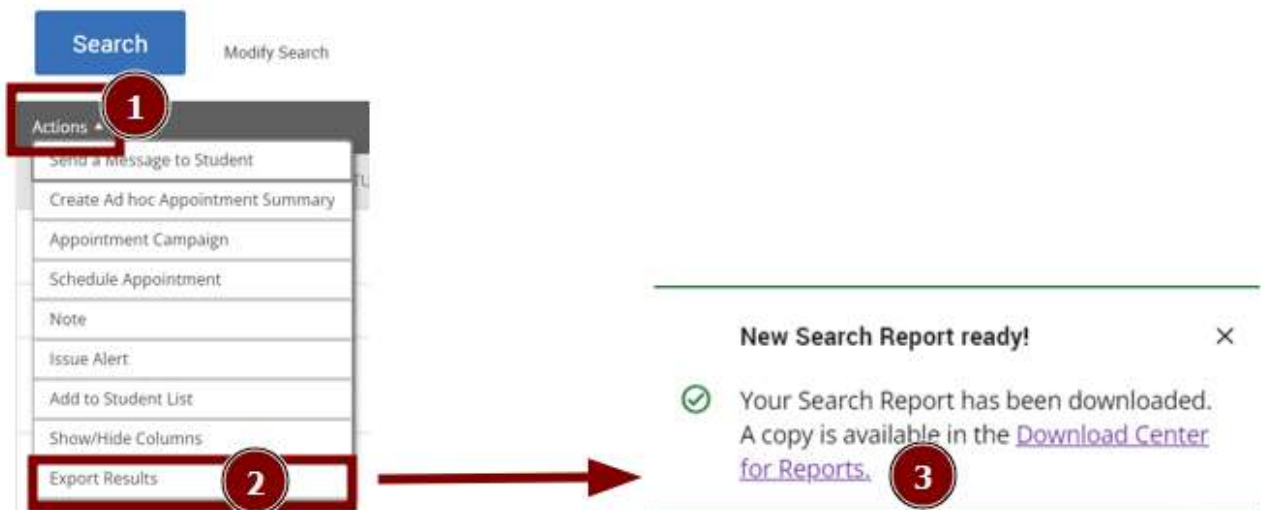 Search
Modify Search
1
Actions
Send a Message to Student
TU
Create Ad hoc Appointment Summary
Appointment Campaign
Schedule Appointment
Note
Issue Alert
Add to Student List
Show/Hide Columns
Export Results
2
New Search Report ready!
Your Search Report has been downloaded.
A copy is available in the Download Center
for Reports.
3